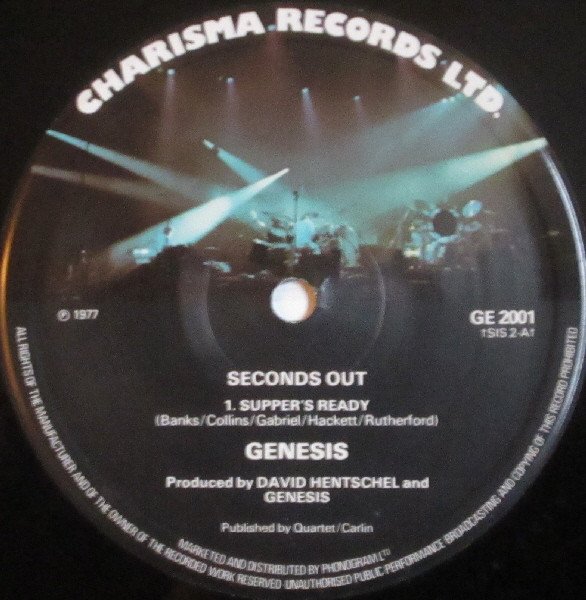 CHARISMA RECORDS LTD.
℗ 1977
GE 2001
†SIS 2-A†
SECONDS OUT
1. SUPPER'S READY
(Banks/Collins/Gabriel/Hackett/Rutherford)
GENESIS
Produced by DAVID HENTSCHEL and
GENESIS
Published by Quartet/Carlin
MARKETED AND DISTRIBUTED BY PHONOGRAM LTD
ALL RIGHTS OF THE MANUFACTURER AND OF THE OWNER OF THE RECORDED WORK RESERVED · UNAUTHORISED PUBLIC PERFORMANCE BROADCASTING AND COPYING OF THIS RECORD PROHIBITED